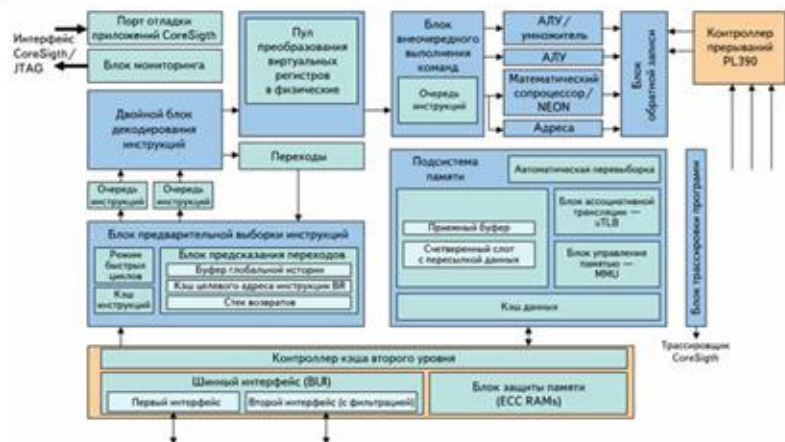 Интерфейс
CoreSigth/
JTAG
Порт отладки
приложений CoreSigth
Блок мониторинга
Пул
преобразования
виртуальных
регистров
в физические
Блок
внеочередного
выполнения
команд
Очередь
инструкций
АЛУ/
умножитель
АЛУ
Математический
сопроцессор/
NEON
Адреса
Блок
обратной записи
Контроллер
прерываний
PL390
Двойной блок
декодирования
инструкций
Переходы
Очередь
инструкций
Очередь
инструкций
Блок предварительной выборки инструкций
Режим
быстрых
циклов
Кэш
инструкций
Блок предсказания переходов
Буфер глобальной истории
Кэш целевого адреса инструкции BR
Стек возвратов
Подсистема
памяти
Автоматическая перевыборка
Приемный буфер
Счетверенный слот
с пересылкой данных
Блок ассоциативной
трансляции —
uTLB
Блок управления
памятью —
MMU
Кэш данных
Блок трассировки программ
Трассировщик
CoreSigth
Контроллер кэша второго уровня
Шинный интерфейс (BUI)
Первый интерфейс
Второй интерфейс (с фильтрацией)
Блок защиты памяти
(ECC RAMs)